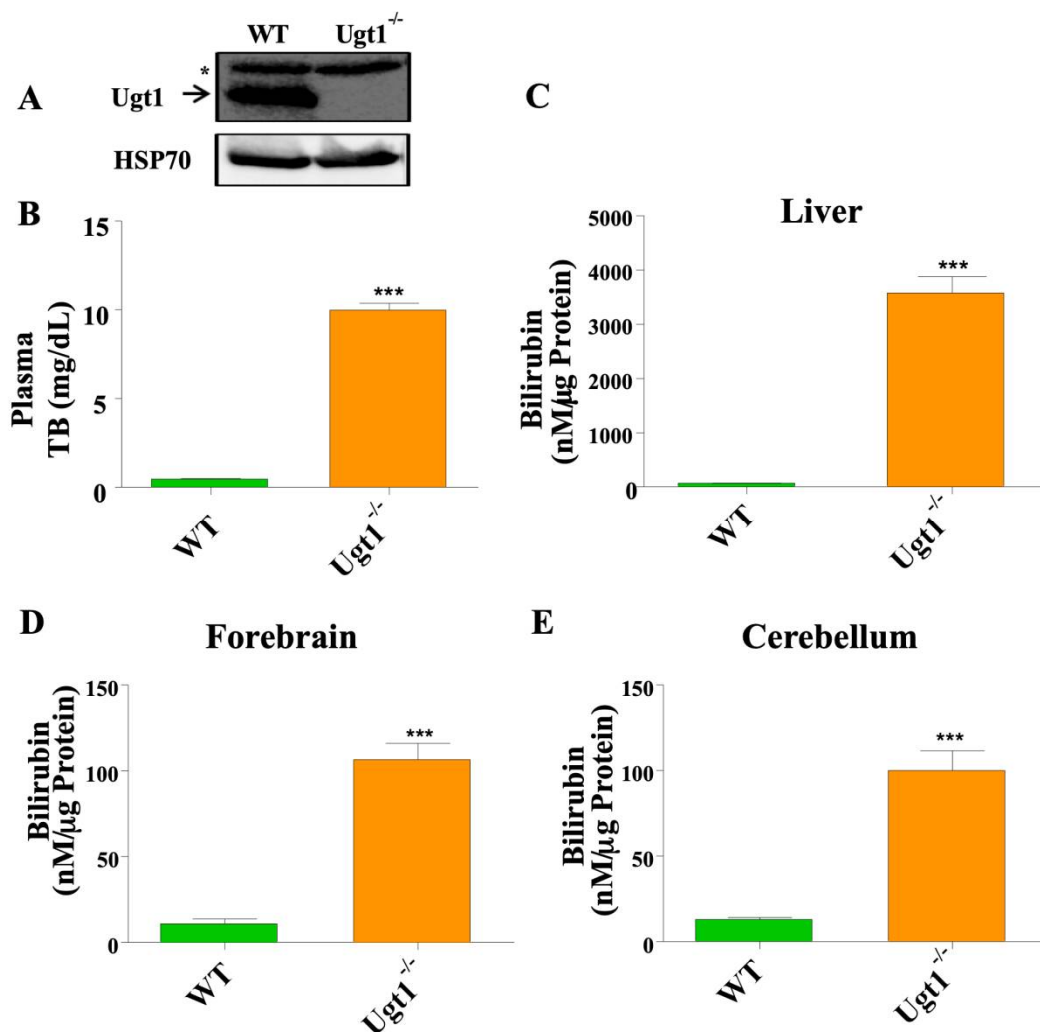 WT Ugt1-/-
A
*
Ugt1
HSP70
B
15
10
5
0
Plasma
TB (mg/dL)
***
WT
Ugt1-/-
C
Liver
5000
4000
3000
2000
1000
0
Bilirubin
(nM/µg Protein)
***
WT
Ugt1-/-
D
Forebrain
150
100
50
0
Bilirubin
(nM/µg Protein)
***
WT
Ugt1-/-
E
Cerebellum
150
100
50
0
Bilirubin
(nM/µg Protein)
***
WT
Ugt1-/-